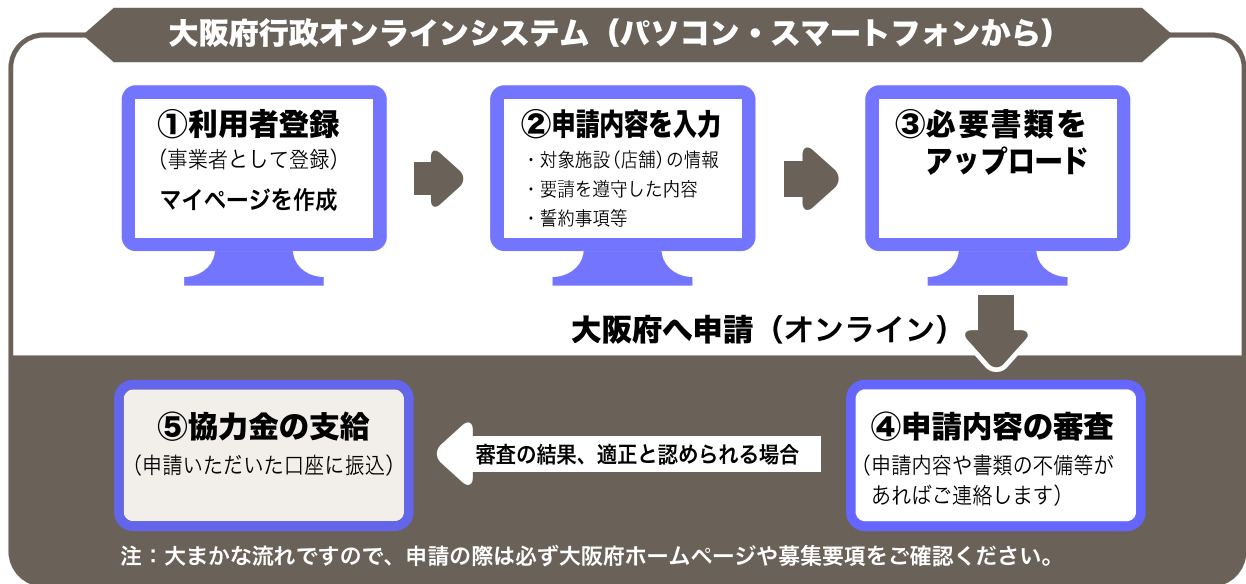 大阪府行政オンラインシステム（パソコン・スマートフォンから）
①利用者登録
（事業者として登録）
マイページを作成
②申請内容を入力
・対象施設（店舗）の情報
・要請を遵守した内容
・誓約事項等
③必要書類を
アップロード
大阪府へ申請（オンライン）
④申請内容の審査
（申請内容や書類の不備等が
あればご連絡します）
審査の結果、適正と認められる場合
⑤協力金の支給
（申請いただいた口座に振込）
注：大まかな流れですので、申請の際は必ず大阪府ホームページや募集要項をご確認ください。